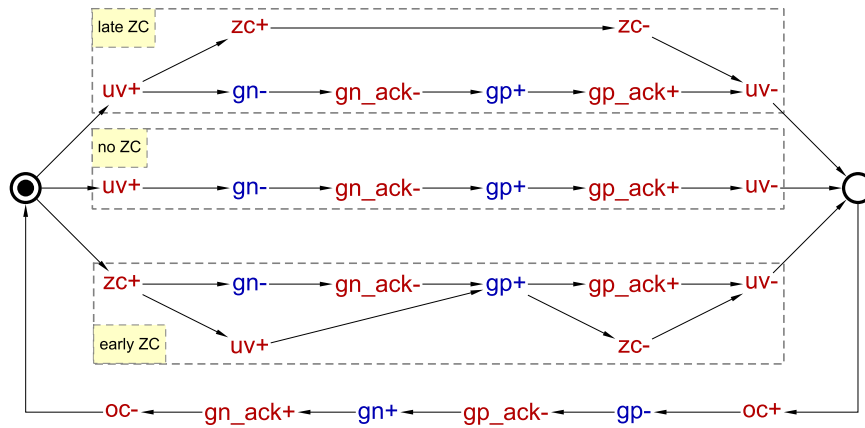 late ZC
zc+ zc-
uv+ gn- gn_ack- gp+ gp_ack+ uv-
no ZC
uv+ gn- gn_ack- gp+ gp_ack+ uv-
zc+ gn- gn_ack- gp+ gp_ack+ uv-
early ZC
uv+ zc-
oc- gn_ack+ gn+ gp_ack- gp- oc+